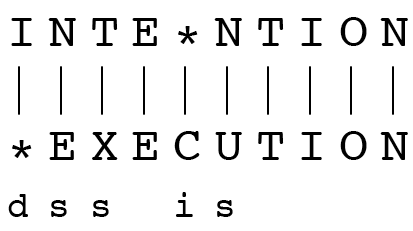 I N T E * N T I O N
| | | | | | | | | |
* E X E C U T I O N
d s s i s